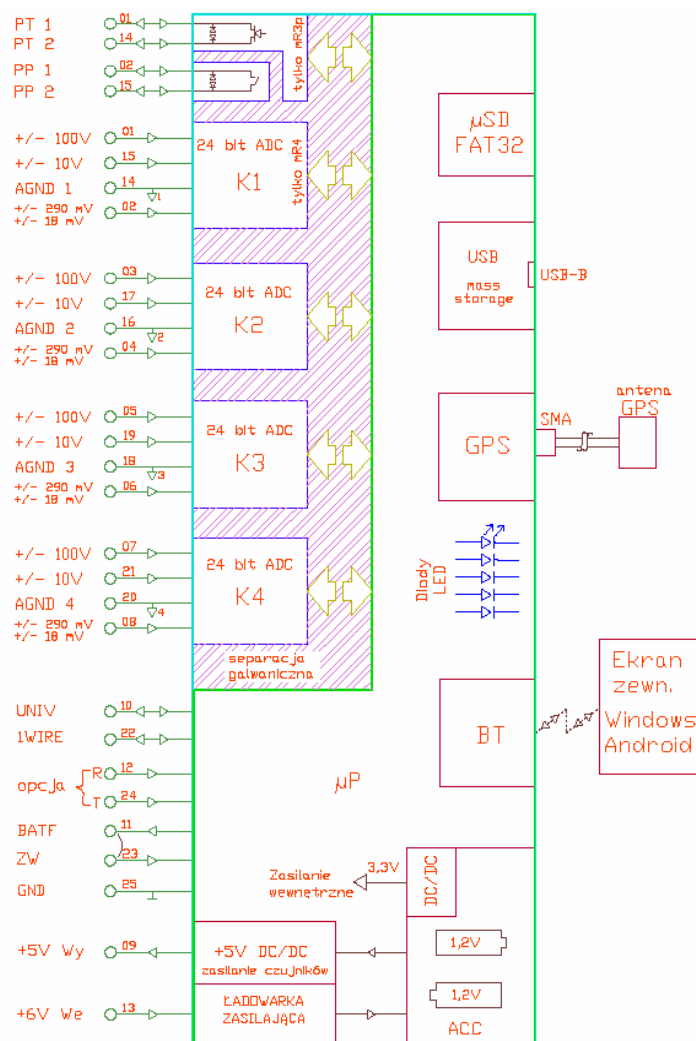 PT 1 01
PT 2 14
PP 1 02
PP 2 15
tylko mR3p
+/- 100V 01
+/- 10V 15
AGND 1 14
1
+/- 290 mV
+/- 18 mV 02
24 bit ADC
K1
tylko mR4
+/- 100V 03
+/- 10V 17
AGND 2 16
2
+/- 290 mV
+/- 18 mV 04
24 bit ADC
K2
+/- 100V 05
+/- 10V 19
AGND 3 18
3
+/- 290 mV
+/- 18 mV 06
24 bit ADC
K3
+/- 100V 07
+/- 10V 21
AGND 4 20
4
+/- 290 mV
+/- 18 mV 08
24 bit ADC
K4
separacja
galwaniczna
µSD
FAT32
USB
mass
storage
USB-B
GPS
SMA
antena
GPS
Diody
LED
BT
Ekran
zewn.
Windows
Android
µP
UNIV 10
1WIRE 22
opcja
R 12
T 24
BATF 11
ZW 23
GND 25
+5V Wy 09
+6V We 13
Zasilanie
wewnętrzne
3,3V
DC/DC
+5V DC/DC
zasilanie czujników
ŁADOWARKA
ZASILAJĄCA
1,2V
1,2V
ACC